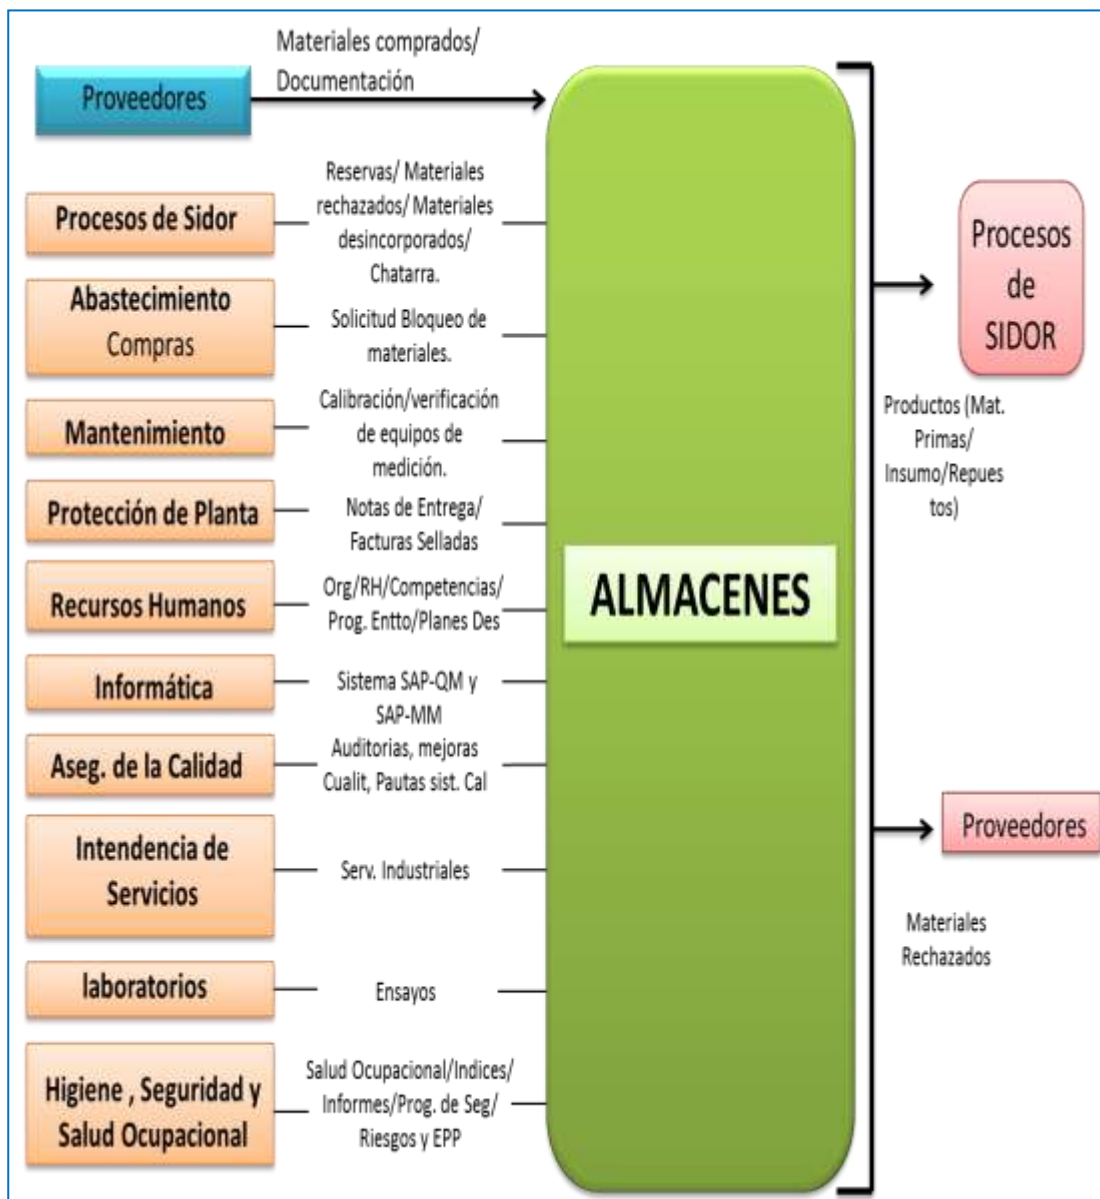 Materiales comprados/
Documentación
Proveedores
Procesos de Sidor
Reservas/ Materiales
rechazados/ Materiales
desincorporados/
Chatarra.
Abastecimiento
Compras
Solicitud Bloqueo de
materiales.
Mantenimiento
Calibración/verificación
de equipos de
medición.
Protección de Planta
Notas de Entrega/
Facturas Selladas
Recursos Humanos
Org/RH/Competencias/
Prog. Entto/Planes Des
Informática
Sistema SAP-QM y
SAP-MM
Aseg. de la Calidad
Auditorias, mejoras
Cualit, Pautas sist. Cal
Intendencia de
Servicios
Serv. Industriales
laboratorios
Ensayos
Higiene , Seguridad y
Salud Ocupacional
Salud Ocupacional/Indices/
Informes/Prog. de Seg/
Riesgos y EPP
ALMACENES
Procesos
de
SIDOR
Productos (Mat.
Primas/
Insumo/Repues
tos)
Proveedores
Materiales
Rechazados